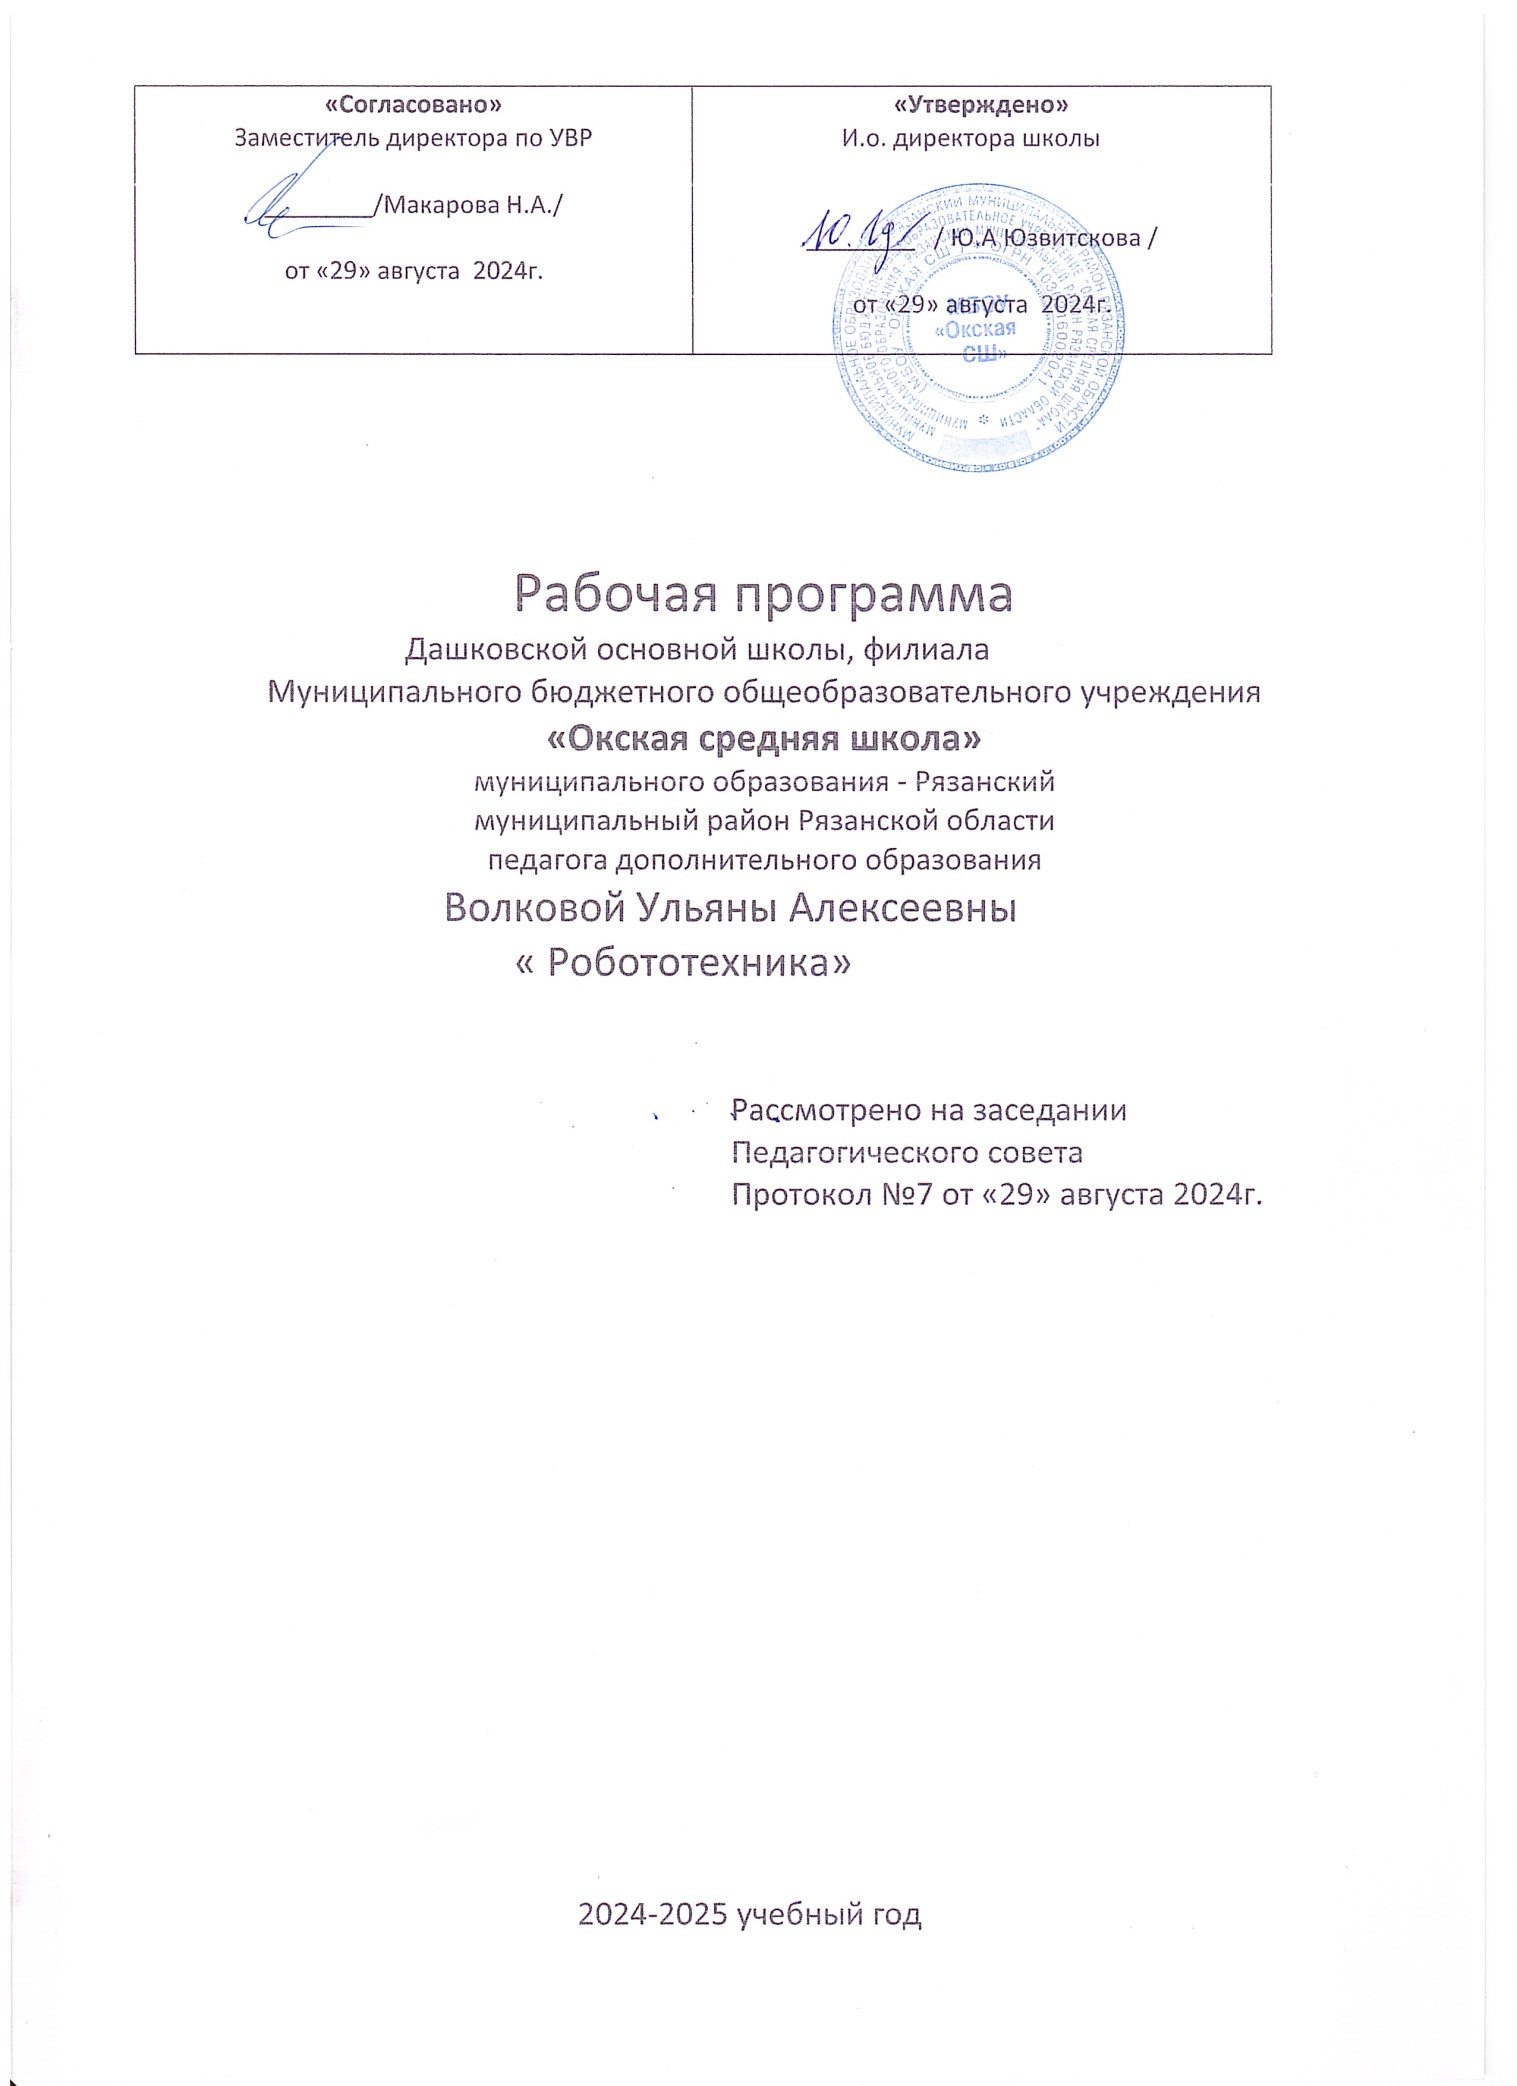 «Согласовано»
Заместитель директора по УВР
/Макарова Н.А./
от «29» августа 2024г.
«Утверждено»
И.о. директора школы
/ Ю.А Юзвитскова /
от «29» августа 2024г.
МБОУ
«Окская
СШ»
Рабочая программа
Дашковской основной школы, филиала
Муниципального бюджетного общеобразовательного учреждения
«Окская средняя школа»
муниципального образования - Рязанский
муниципальный район Рязанской области
педагога дополнительного образования
Волковой Ульяны Алексеевны
« Робототехника»
Рассмотрено на заседании
Педагогического совета
Протокол №7 от «29» августа 2024г.
2024-2025 учебный год